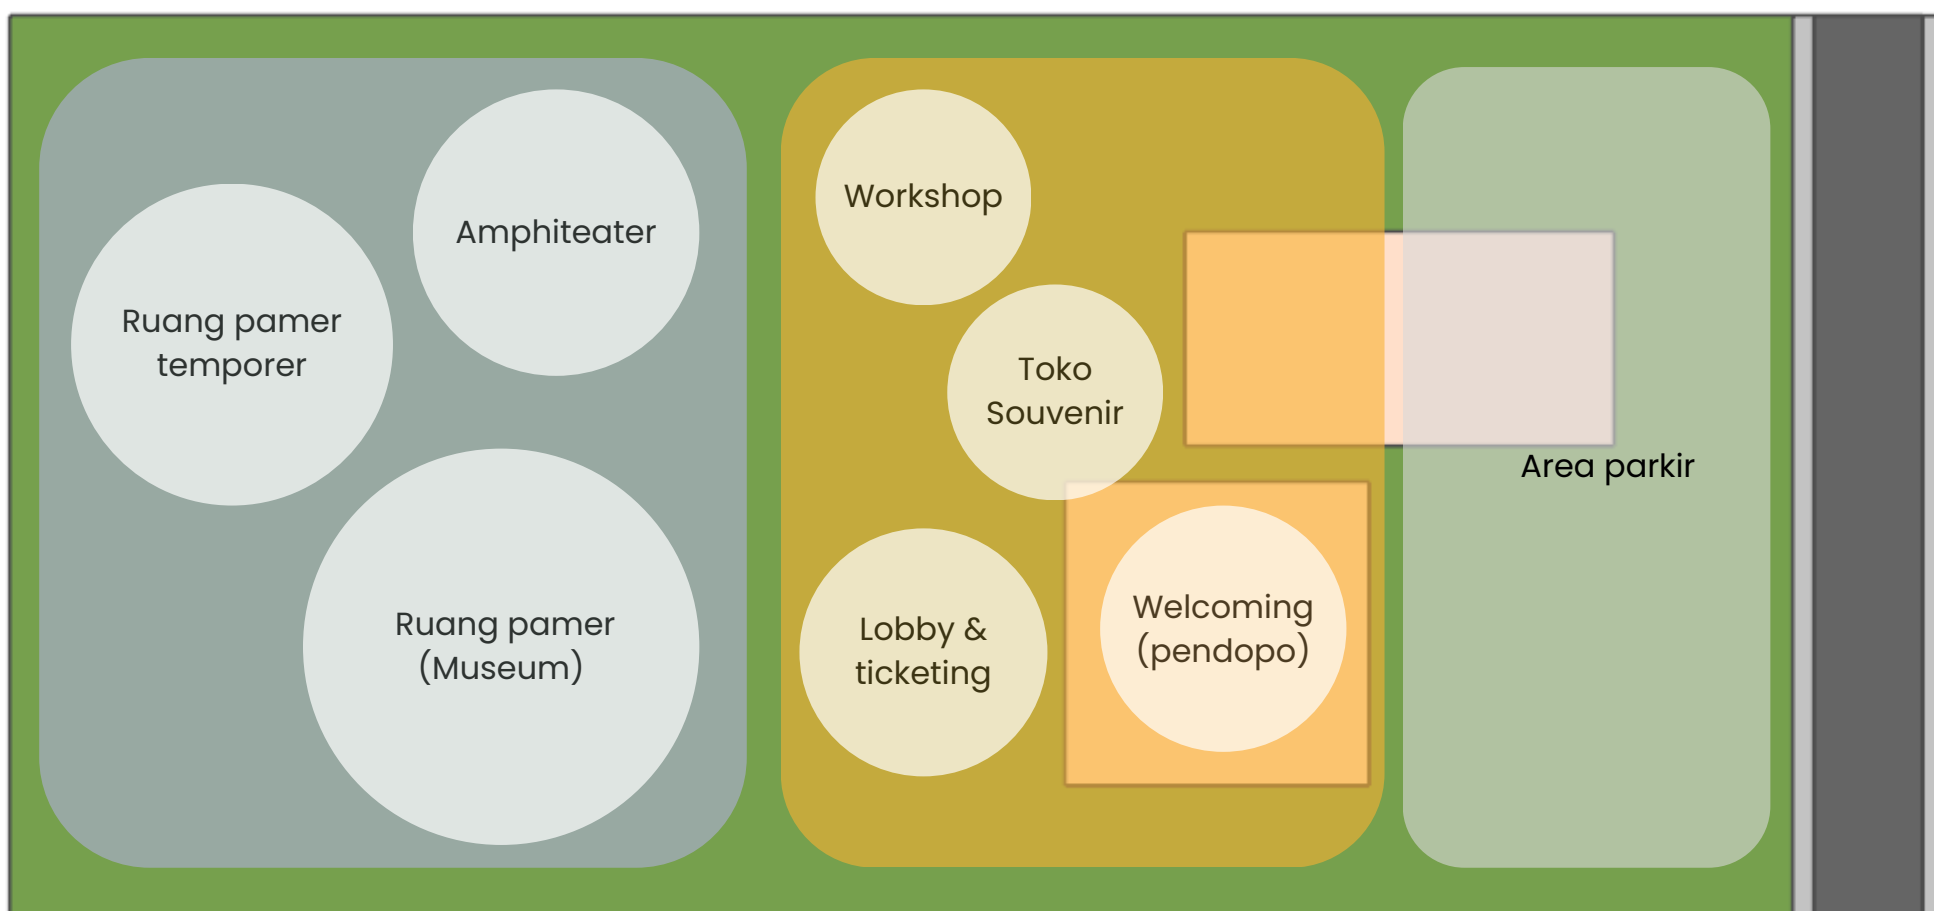 Amphiteater
Ruang pamer
temporer
Ruang pamer
(Museum)
Workshop
Toko
Souvenir
Lobby &
ticketing
Welcoming
(pendopo)
Area parkir